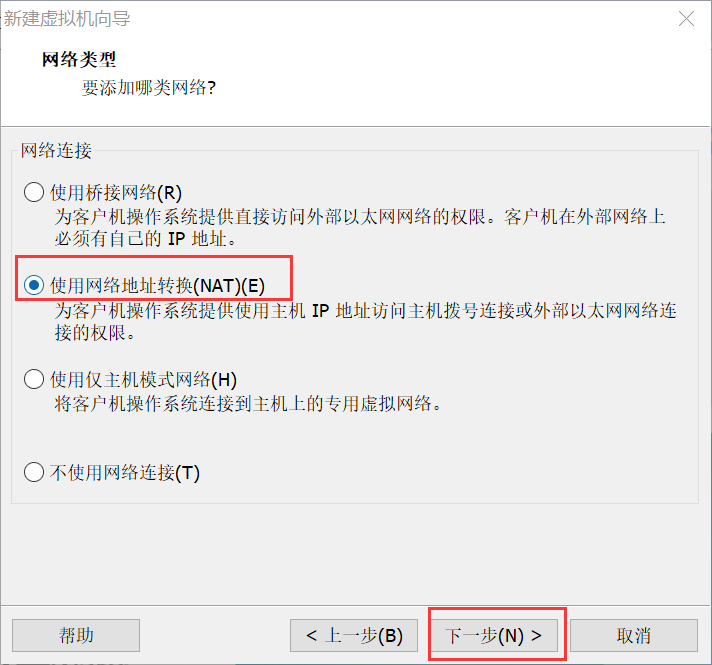 新建虚拟机向导
网络类型
要添加哪类网络?
网络连接
使用桥接网络(R)
为客户机操作系统提供直接访问外部以太网网络的权限。客户机在外部网络上
必须有自己的 IP 地址。
使用网络地址转换(NAT)(E)
为客户机操作系统提供使用主机 IP 地址访问主机拨号连接或外部以太网网络连
接的权限。
使用仅主机模式网络(H)
将客户机操作系统连接到主机上的专用虚拟网络。
不使用网络连接(T)
帮助
< 上一步(B)
下一步(N) >
取消